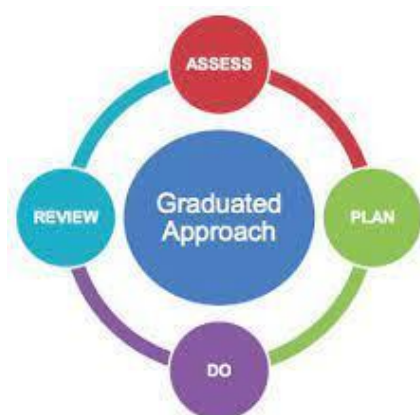 ASSESS
REVIEW
Graduated
Approach
PLAN
DO